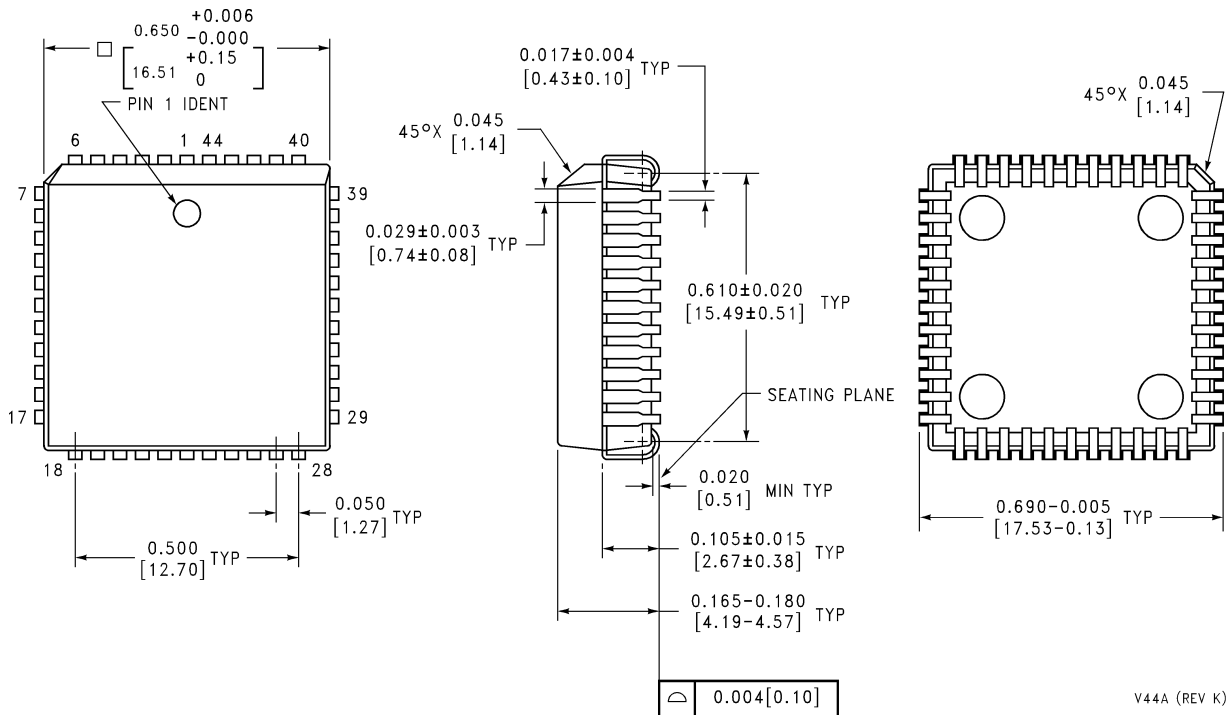 0.650 +0.006 -0.000
[16.51 +0.15 0]
PIN 1 IDENT
6 1 44 40
7 39
17 29
18 28
0.050 TYP
[1.27]
0.500 TYP
[12.70]
0.017±0.004 TYP
[0.43±0.10]
45°X 0.045
[1.14]
0.029±0.003 TYP
[0.74±0.08]
0.610±0.020 TYP
[15.49±0.51]
SEATING PLANE
0.020 MIN TYP
[0.51]
0.105±0.015 TYP
[2.67±0.38]
0.165-0.180 TYP
[4.19-4.57]
0.004[0.10]
45°X 0.045
[1.14]
0.690-0.005 TYP
[17.53-0.13]
V44A (REV K)